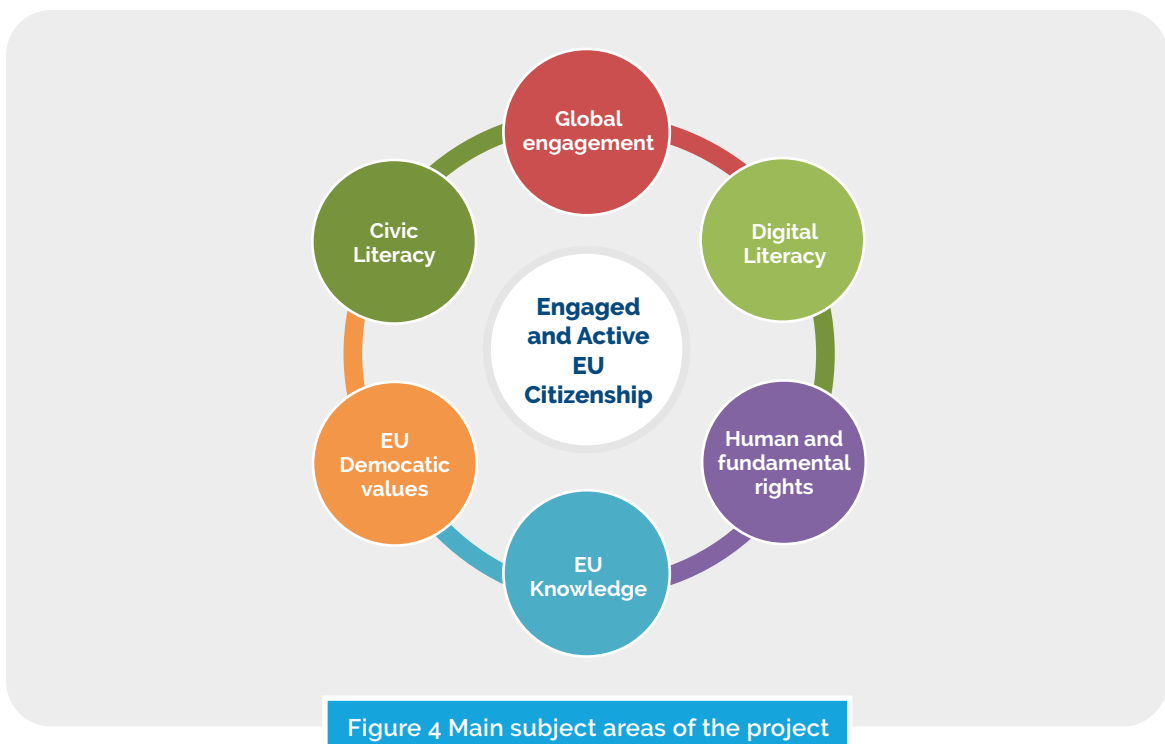 Global
engagement
Digital
Literacy
Human and
fundamental
rights
EU
Knowledge
EU
Democatic
values
Civic
Literacy
Engaged
and Active
EU
Citizenship
Figure 4 Main subject areas of the project